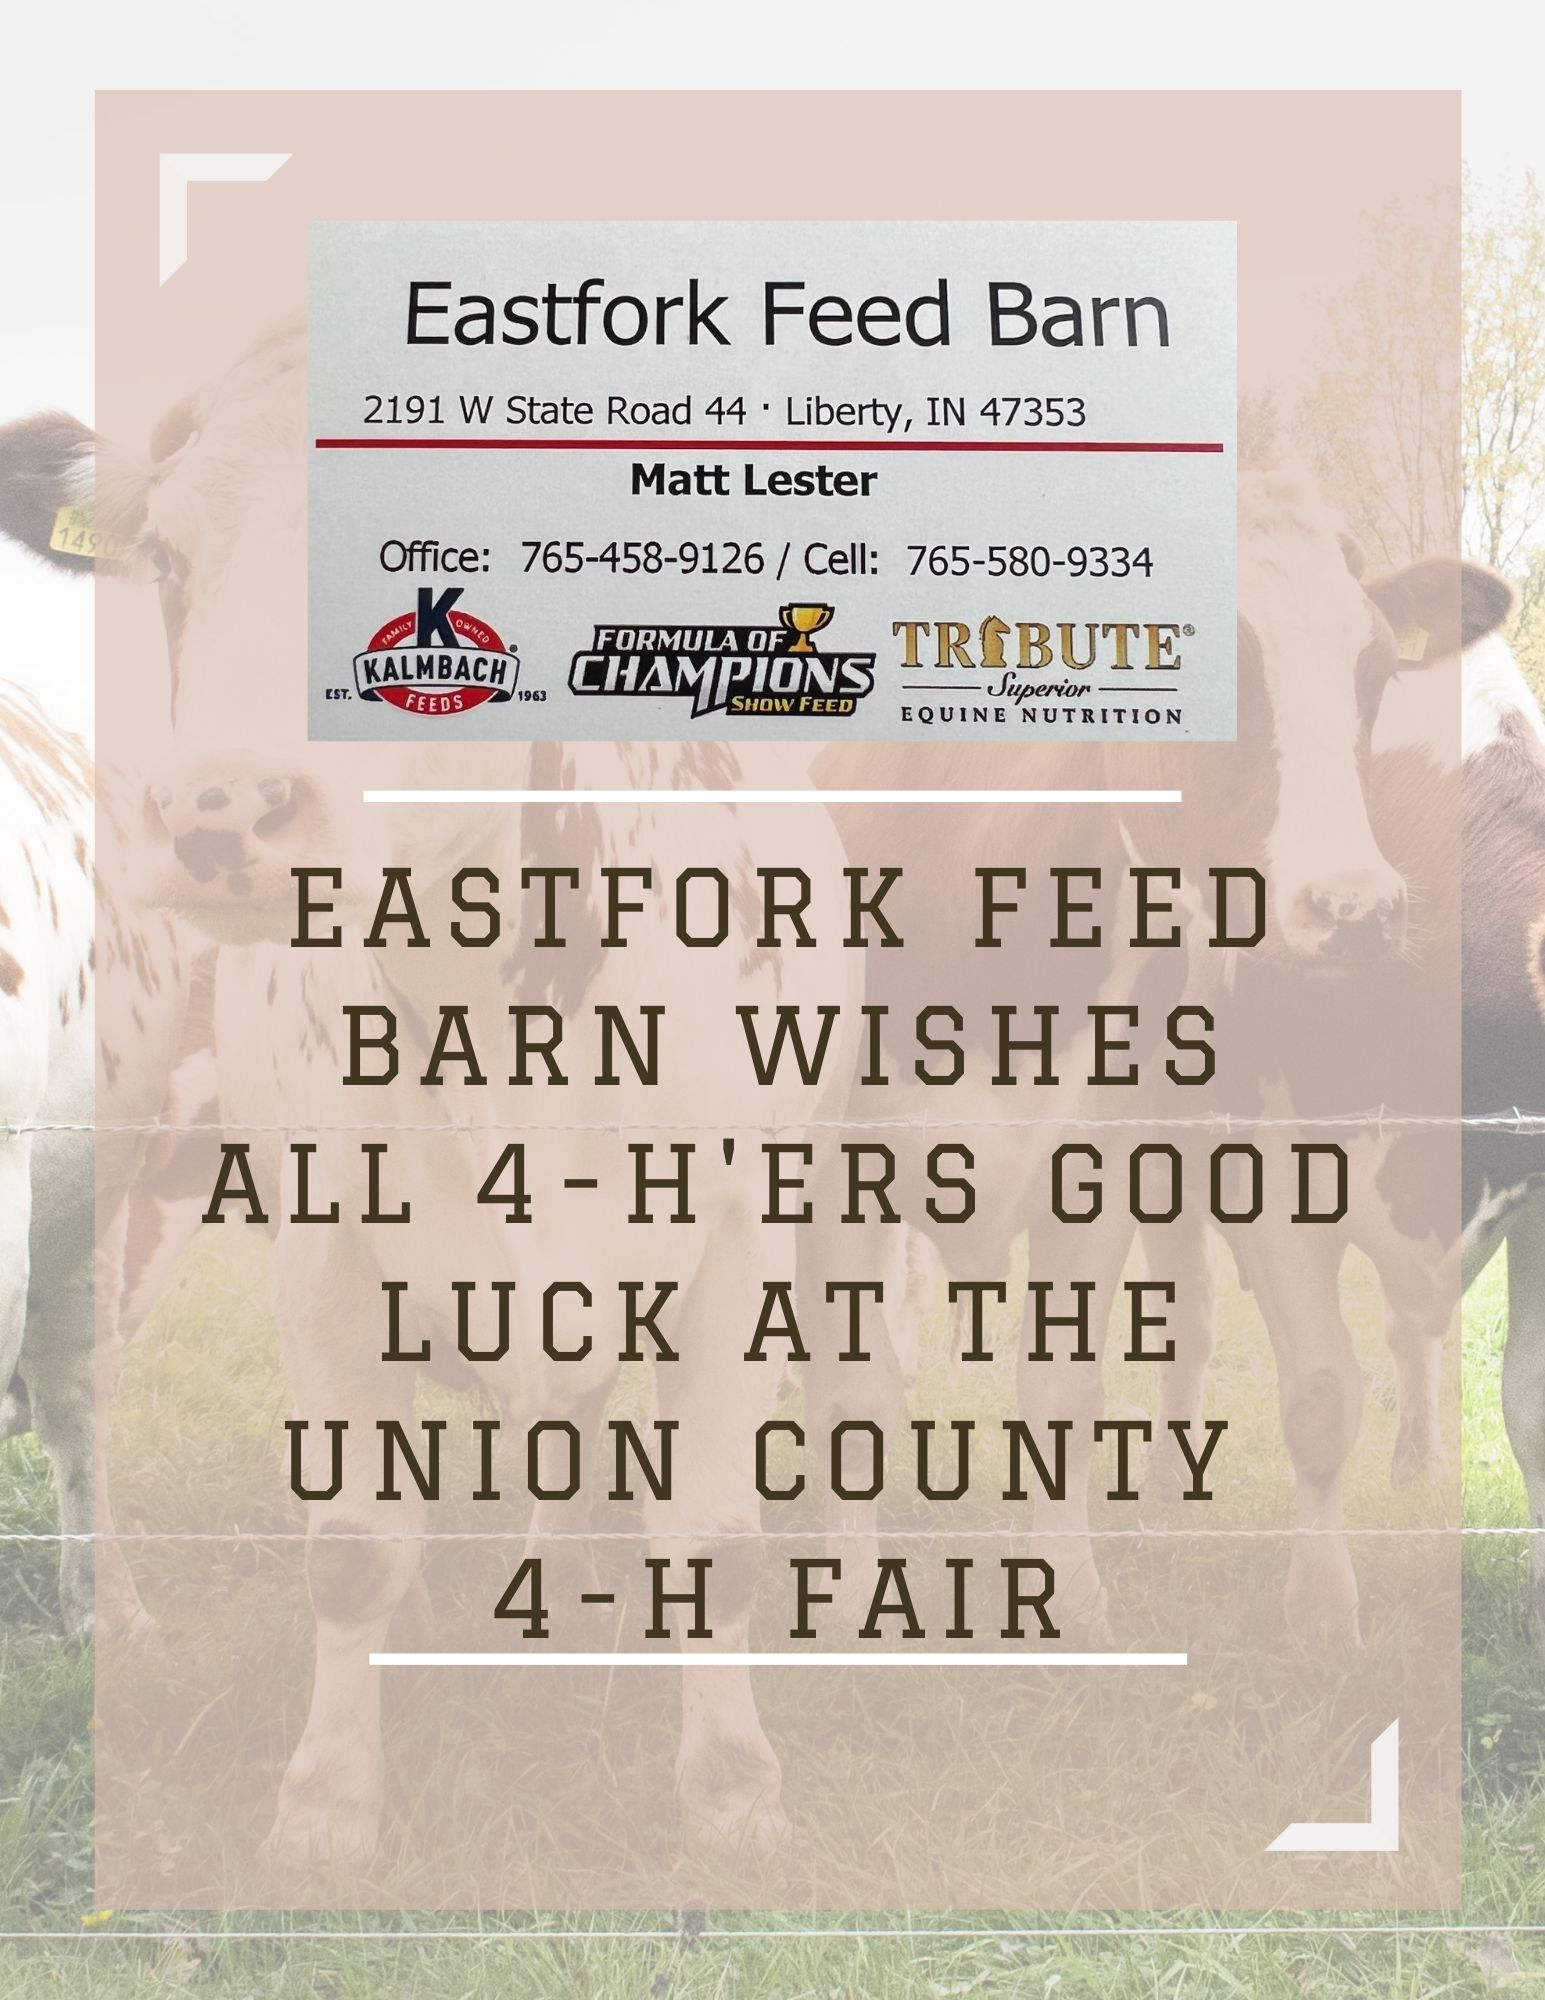 Eastfork Feed Barn
2191 W State Road 44 · Liberty, IN 47353
Matt Lester
Office: 765-458-9126 / Cell: 765-580-9334
FAMILY OWNED
K
KALMBACH®
FEEDS
EST. 1963
FORMULA OF
CHAMPIONS
SHOW FEED
TRIBUTE®
Superior
EQUINE NUTRITION
1490
EASTFORK FEED
BARN WISHES
ALL 4-H'ERS GOOD
LUCK AT THE
UNION COUNTY
4-H FAIR